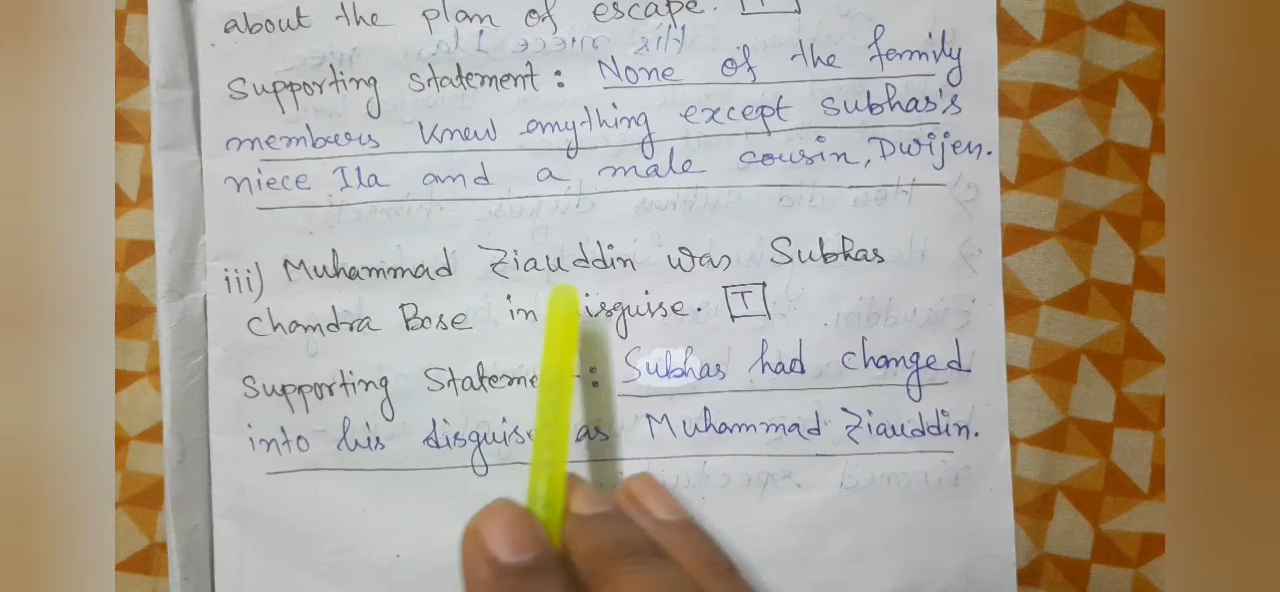 about the plan of escape.
Supporting statement: None of the family
members knew anything except subhas's
niece Ila and a male cousin, Dwijen.
iii) Muhammad Ziauddin was Subhas
Chandra Bose in isguise. T
Supporting Stateme : Subhas had changed
into his disguis as Muhammad Ziauddin.